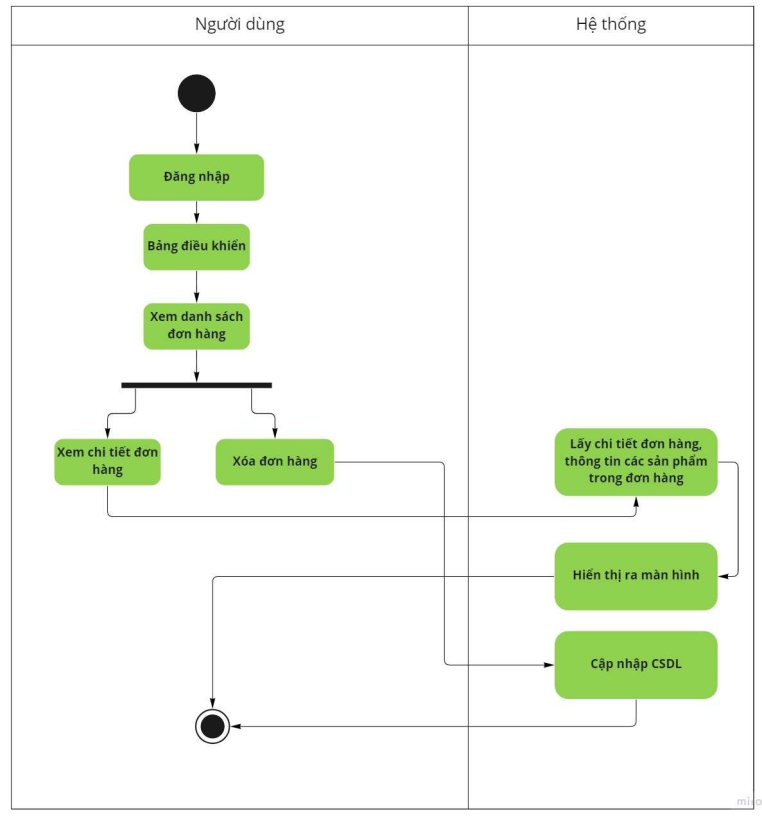 Người dùng
Hệ thống
Đăng nhập
Bảng điều khiển
Xem danh sách
đơn hàng
Xem chi tiết đơn
hàng
Xóa đơn hàng
Lấy chi tiết đơn hàng,
thông tin các sản phẩm
trong đơn hàng
Hiển thị ra màn hình
Cập nhập CSDL
miro